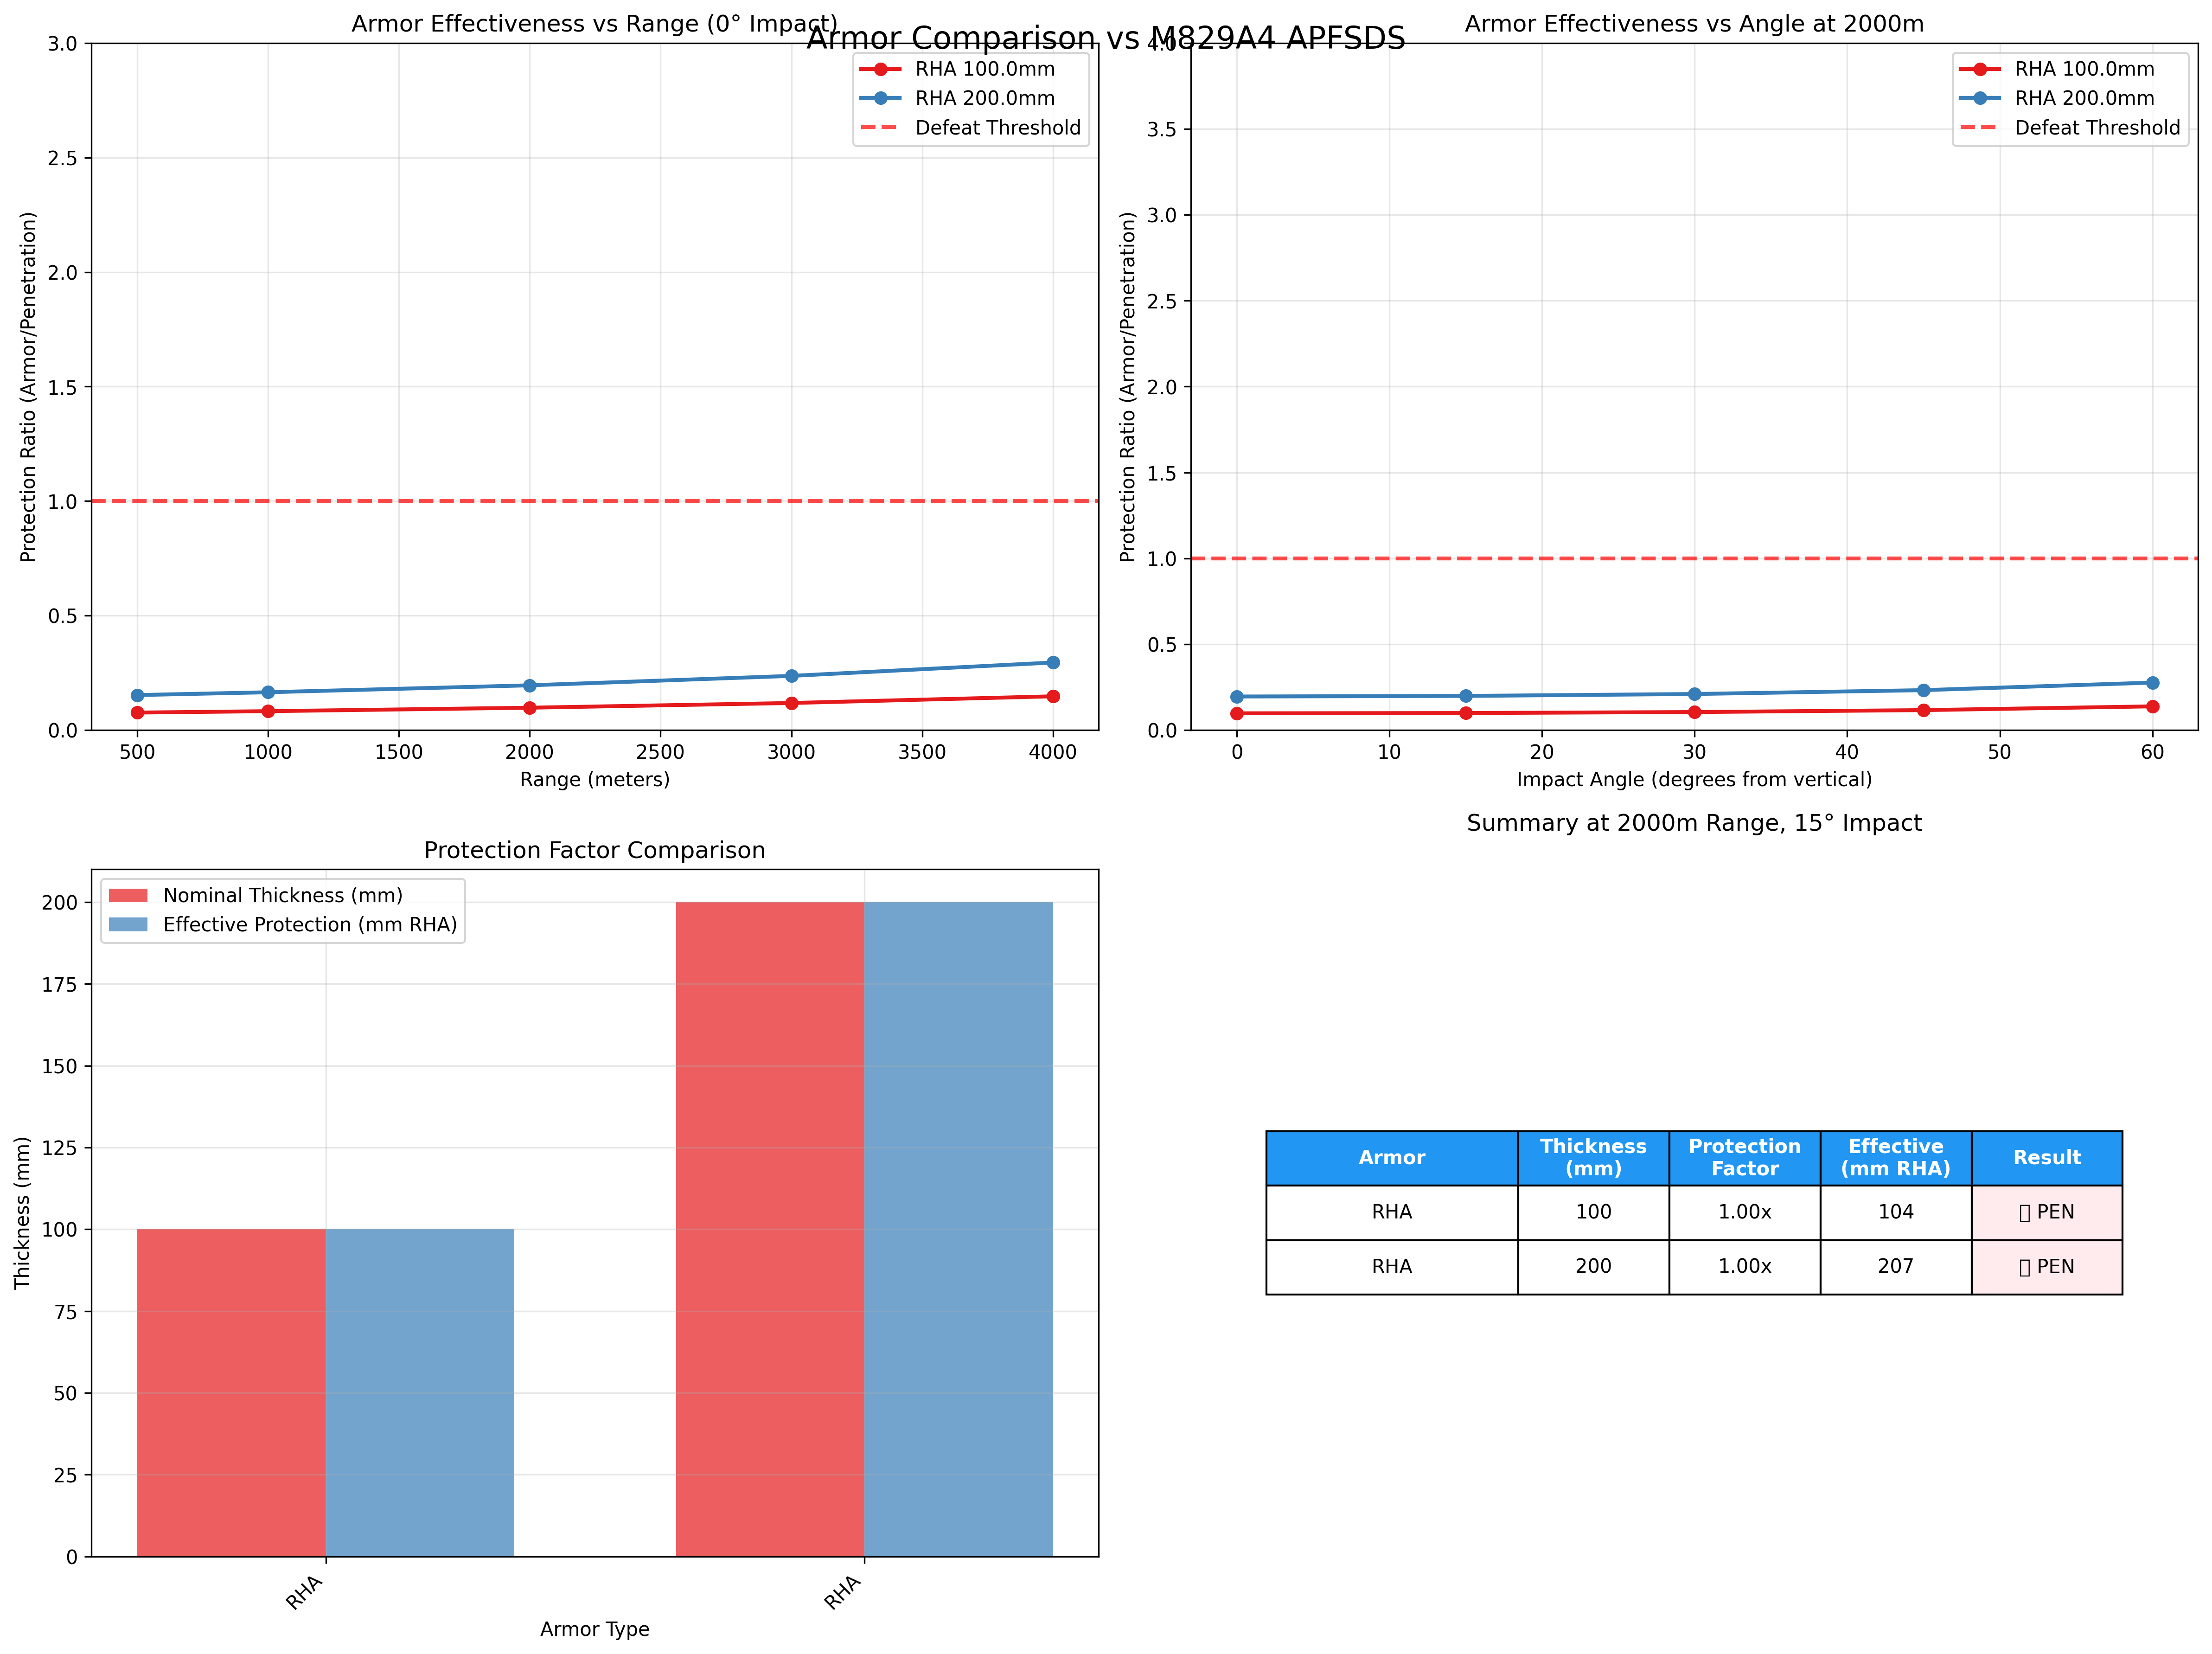 Armor Comparison vs M829A4 APFSDS
Armor Effectiveness vs Range (0° Impact)
3.0
2.5
2.0
1.5
1.0
0.5
0.0
Protection Ratio (Armor/Penetration)
RHA 100.0mm
RHA 200.0mm
Defeat Threshold
500 1000 1500 2000 2500 3000 3500 4000
Range (meters)
Armor Effectiveness vs Angle at 2000m
4.0
3.5
3.0
2.5
2.0
1.5
1.0
0.5
0.0
Protection Ratio (Armor/Penetration)
RHA 100.0mm
RHA 200.0mm
Defeat Threshold
0 10 20 30 40 50 60
Impact Angle (degrees from vertical)
Protection Factor Comparison
200
175
150
125
100
75
50
25
0
Thickness (mm)
Nominal Thickness (mm)
Effective Protection (mm RHA)
RHA RHA
Armor Type
Summary at 2000m Range, 15° Impact
Armor Thickness (mm) Protection Factor Effective (mm RHA) Result
RHA 100 1.00x 104 PEN
RHA 200 1.00x 207 PEN